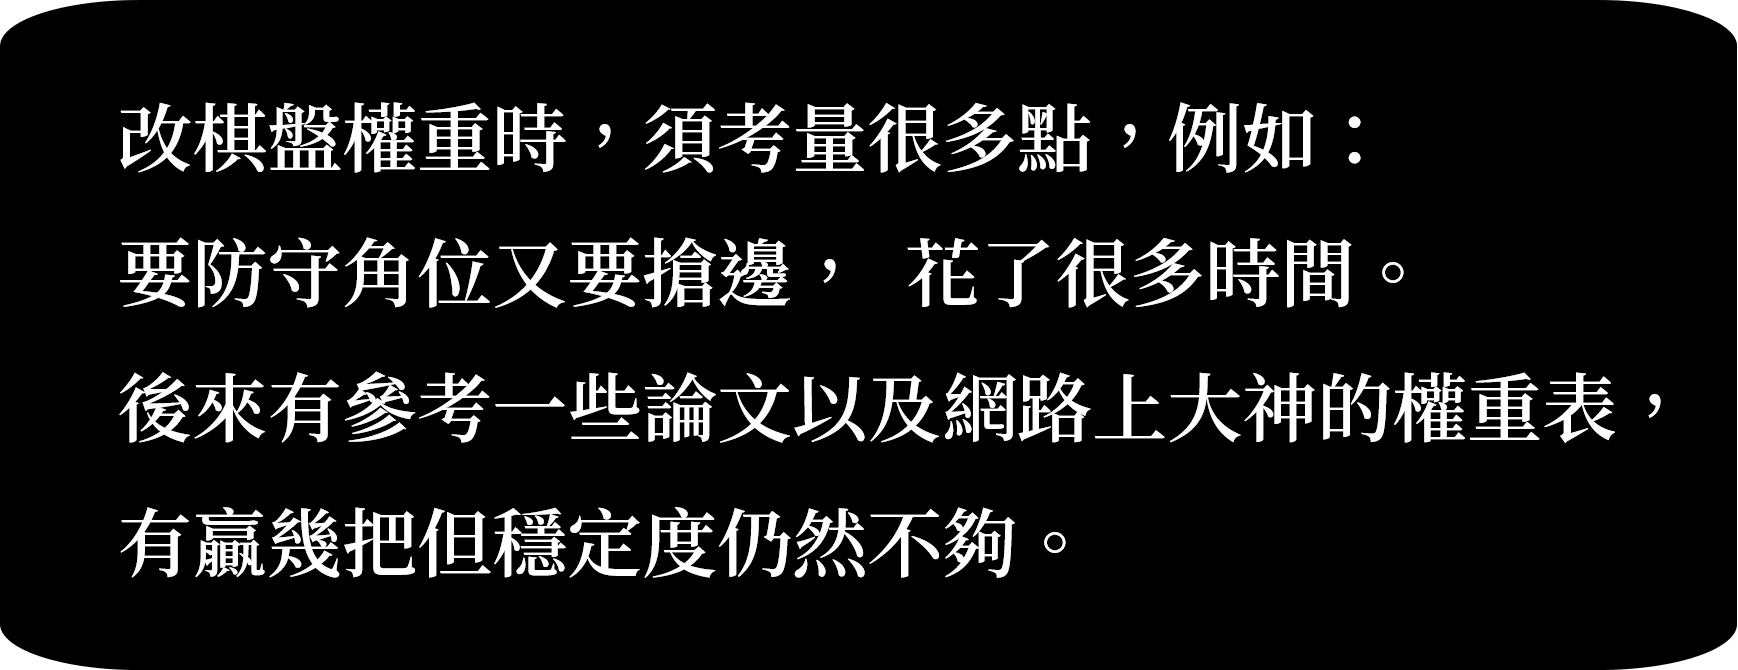 改棋盤權重時，須考量很多點，例如：
要防守角位又要搶邊， 花了很多時間。
後來有參考一些論文以及網路上大神的權重表，
有贏幾把但穩定度仍然不夠。